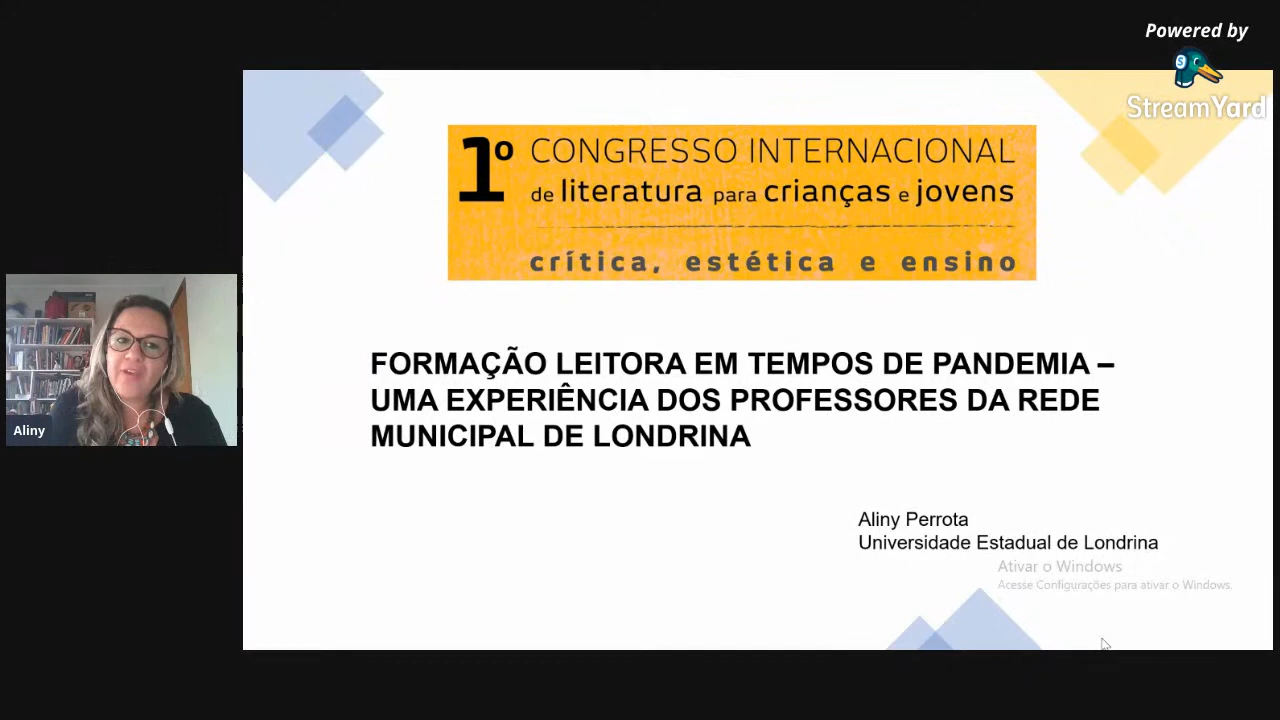 Powered by
StreamYard
1º CONGRESSO INTERNACIONAL
de literatura para crianças e jovens
crítica, estética e ensino
FORMAÇÃO LEITORA EM TEMPOS DE PANDEMIA –
UMA EXPERIÊNCIA DOS PROFESSORES DA REDE
MUNICIPAL DE LONDRINA
Aliny
Aliny Perrota
Universidade Estadual de Londrina
Ativar o Windows
Acesse Configurações para ativar o Windows.